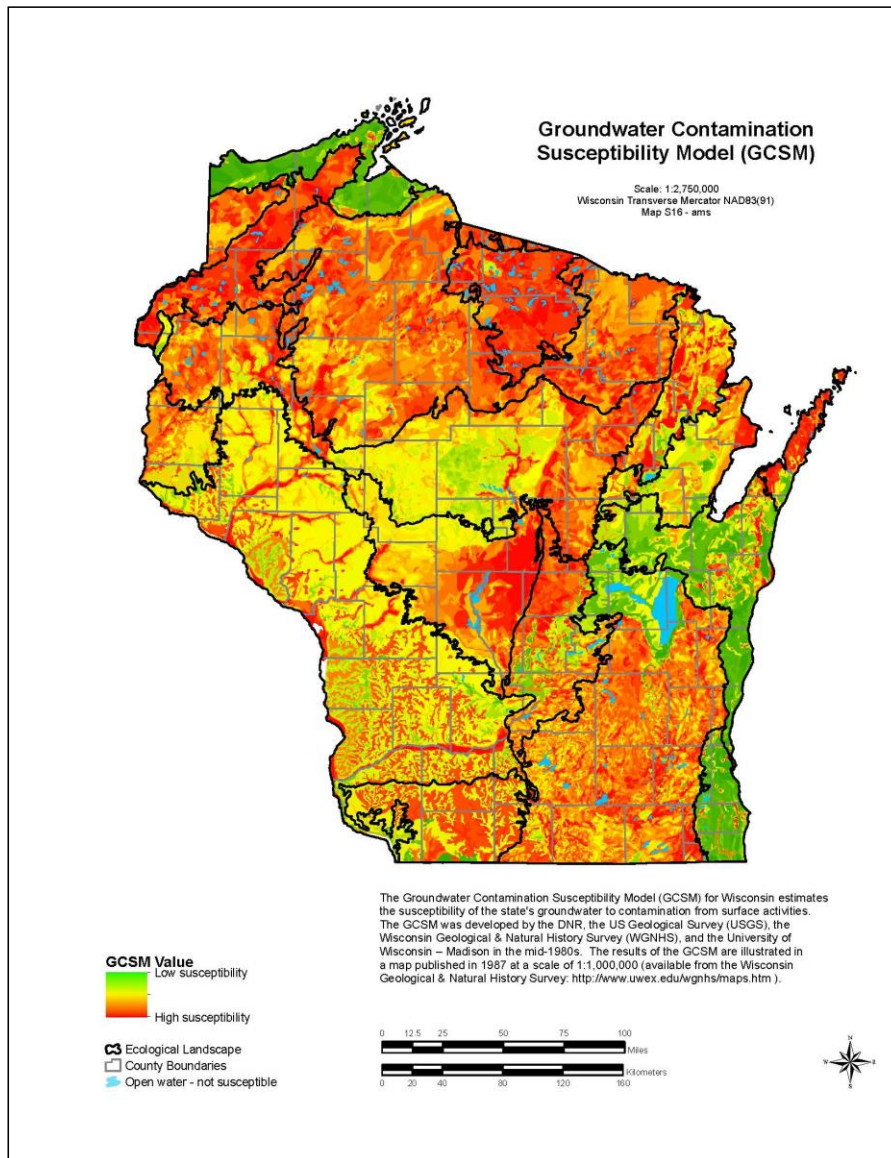 Groundwater Contamination
Susceptibility Model (GCSM)
Scale: 1:2,750,000
Wisconsin Transverse Mercator NAD83(91)
Map S16 - ams
The Groundwater Contamination Susceptibility Model (GCSM) for Wisconsin estimates
the susceptibility of the state's groundwater to contamination from surface activities.
The GCSM was developed by the DNR, the US Geological Survey (USGS), the
Wisconsin Geological & Natural History Survey (WGNHS), and the University of
Wisconsin – Madison in the mid-1980s. The results of the GCSM are illustrated in
a map published in 1987 at a scale of 1:1,000,000 (available from the Wisconsin
Geological & Natural History Survey: http://www.uwex.edu/wgnhs/maps.htm ).
GCSM Value
Low susceptibility
High susceptibility
Ecological Landscape
County Boundaries
Open water - not susceptible
0 12.5 25 50 75 100
Miles
Kilometers
0 20 40 80 120 160
N
W E
S